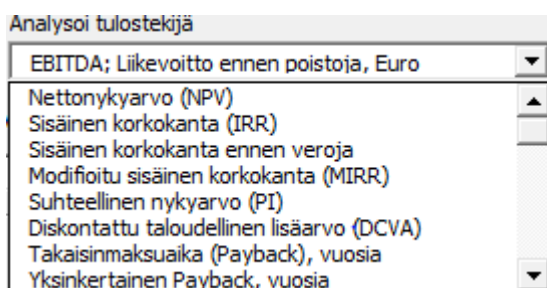 Analysoi tulostekijä
EBITDA; Liikevoitto ennen poistoja, Euro
Nettonykyarvo (NPV)
Sisäinen korkokanta (IRR)
Sisäinen korkokanta ennen veroja
Modifioitu sisäinen korkokanta (MIRR)
Suhteellinen nykyarvo (PI)
Diskontattu taloudellinen lisäarvo (DCVA)
Takaisinmaksuaika (Payback), vuosia
Yksinkertainen Payback, vuosia